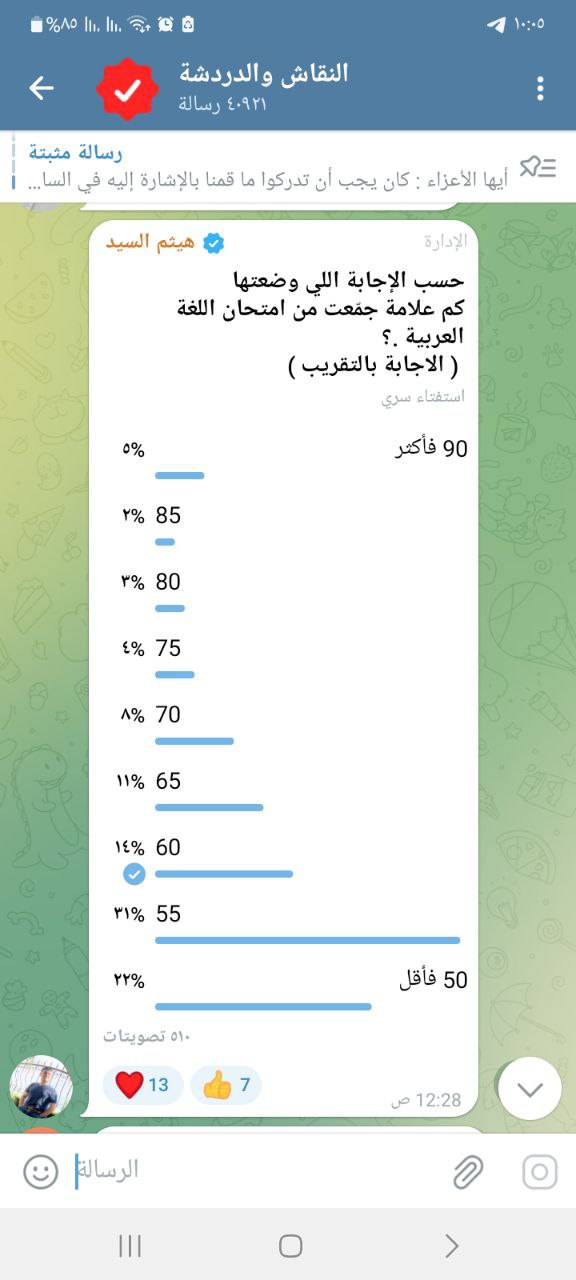 ١٠:٠٥
%٨٥
النقاش والدردشة
٤٠٩٢١ رسالة
رسالة مثبتة
أيها الأعزاء : كان يجب أن تدركوا ما قمنا بالإشارة إليه في السا...
هيثم السيد
الإدارة
حسب الإجابة اللي وضعتها
كم علامة جمّعت من امتحان اللغة
العربية .؟
( الاجابة بالتقريب )
استفتاء سري
90 فأكثر ٥%
85 ٢%
80 ٣%
75 ٤%
70 ٨%
65 ١١%
60 ١٤%
55 ٣١%
50 فأقل ٢٢%
٥١٠ تصويتات
13
7
12:28 ص
الرسالة